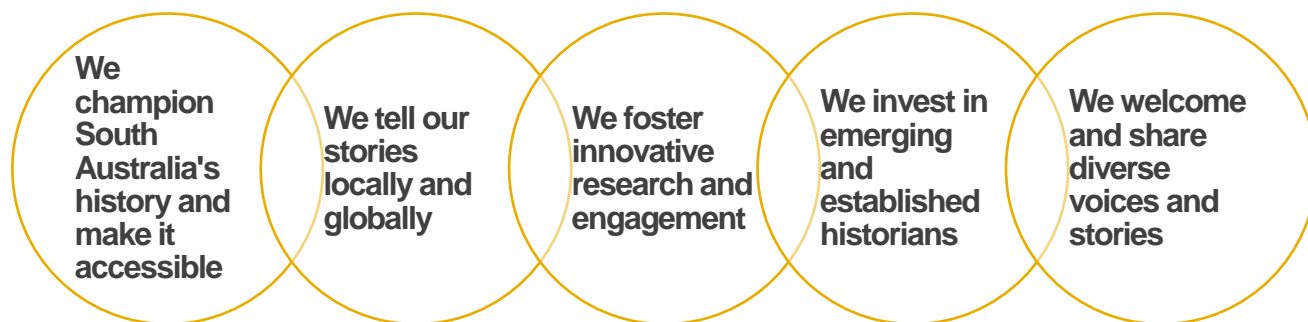 We
champion
South
Australia's
history and
make it
accessible
We tell our
stories
locally and
globally
We foster
innovative
research and
engagement
We invest in
emerging
and
established
historians
We welcome
and share
diverse
voices and
stories